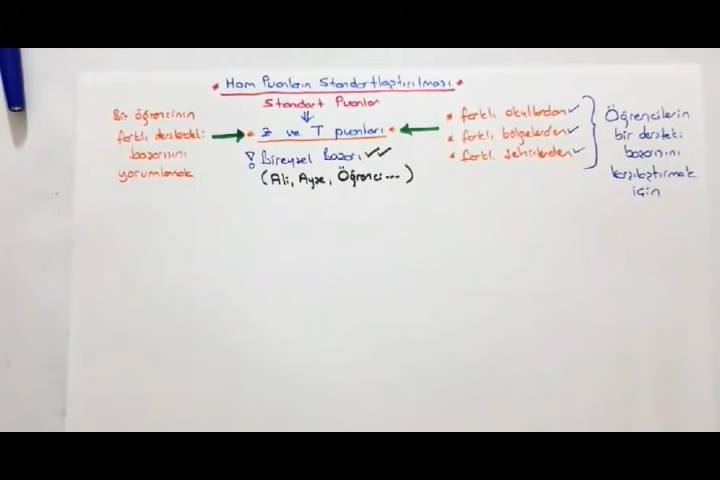 * Ham Puanların Standartlaştırılması *
Standart Puanlar
* Z ve T puanları *
! Bireysel Başarı ✓✓
(Ali, Ayşe, Öğrenci...)
Bir öğrencinin
farklı derslerdeki
başarısını
yorumlamak
* farklı okullardan ✓
* farklı bölgelerden ✓
* farklı şehirlerden ✓
Öğrencilerin
bir dersteki
başarısını
karşılaştırmak
için